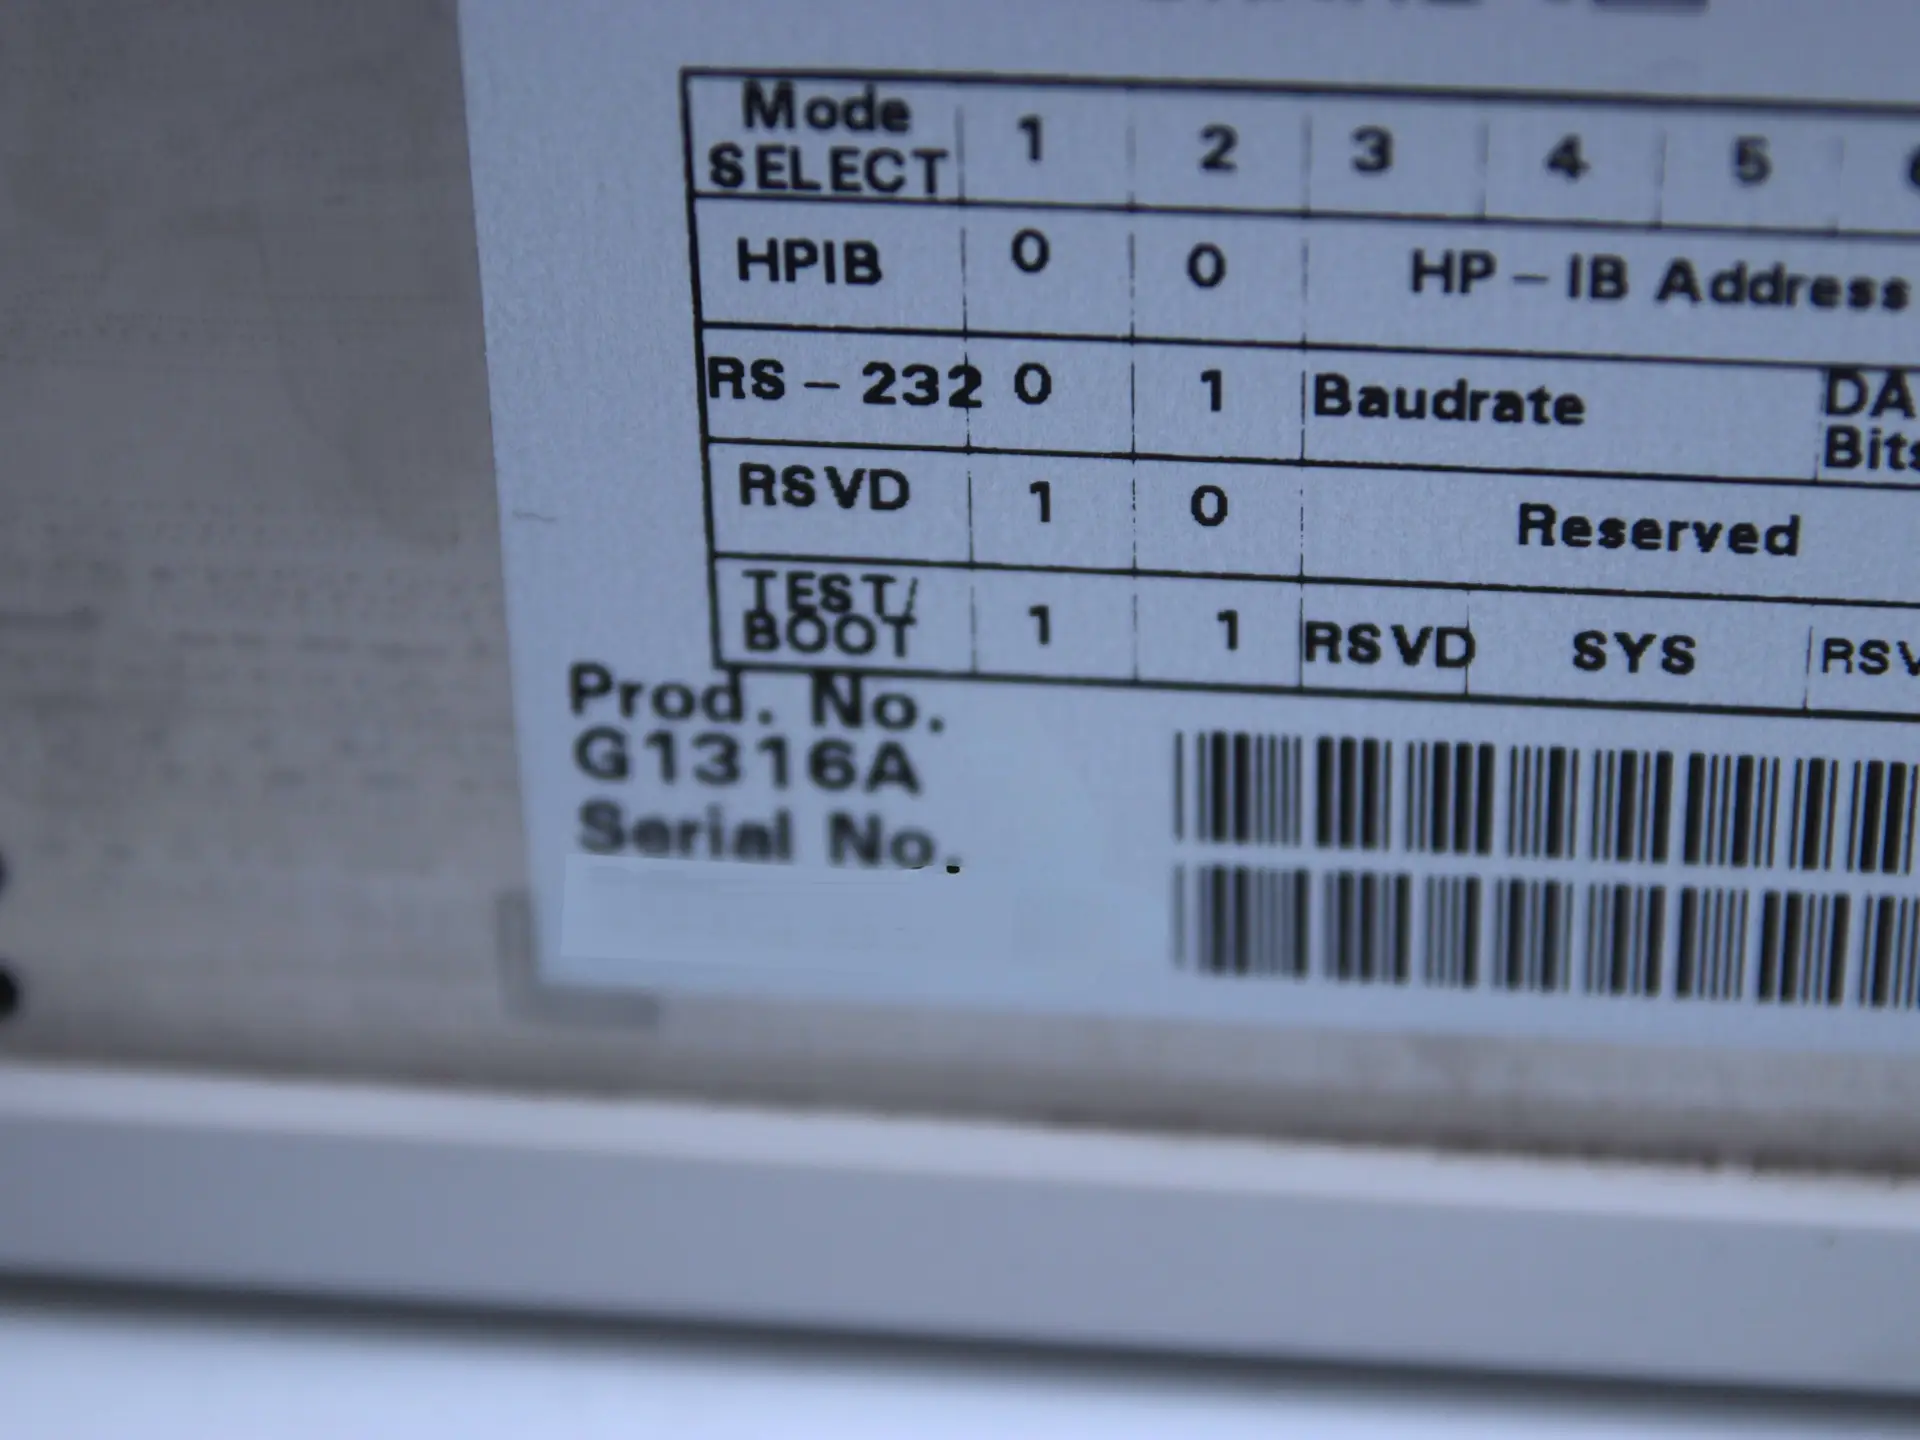 Mode SELECT 1 2 3 4 5
HPIB 0 0 HP-IB Address
RS-232 0 1 Baudrate DA
Bits
RSVD 1 0 Reserved
TEST/
BOOT 1 1 RSVD SYS RSV
Prod. No.
G1316A
Serial No.